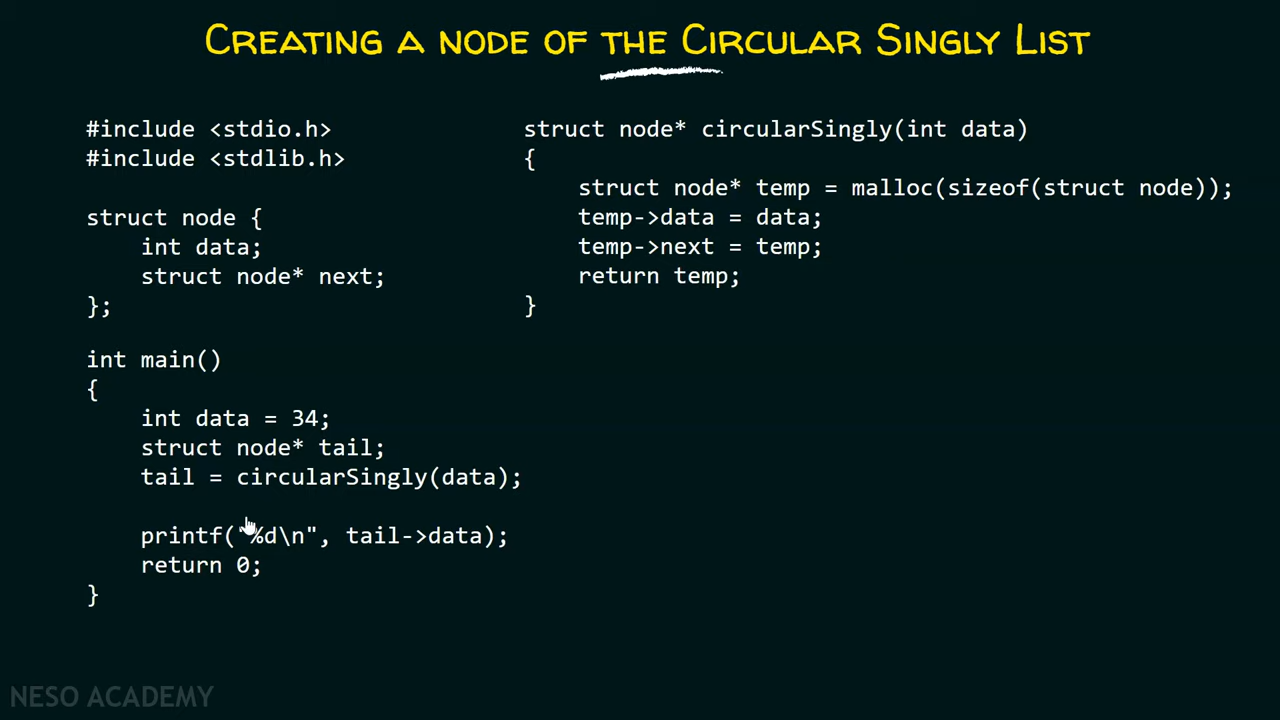 CREATING A NODE OF THE CIRCULAR SINGLY LIST
#include <stdio.h>
#include <stdlib.h>
struct node {
    int data;
    struct node* next;
};
int main()
{
    int data = 34;
    struct node* tail;
    tail = circularSingly(data);
    printf("%d\n", tail->data);
    return 0;
}
struct node* circularSingly(int data)
{
    struct node* temp = malloc(sizeof(struct node));
    temp->data = data;
    temp->next = temp;
    return temp;
}
NESO ACADEMY